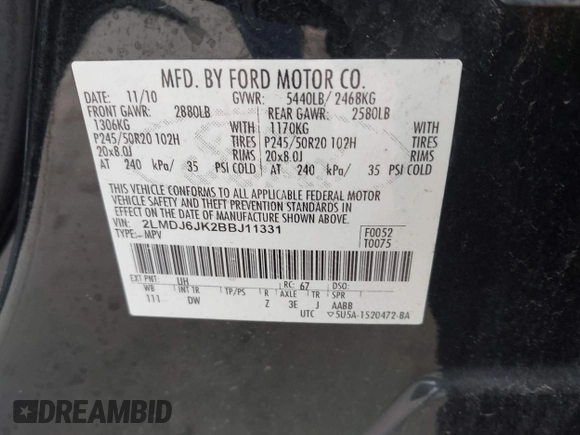 MFD. BY FORD MOTOR CO.
DATE: 11/10 GVWR: 5440LB/ 2468KG
FRONT GAWR: 2880LB REAR GAWR: 2580LB
1306KG WITH 1170KG WITH
P245/50R20 102H TIRES P245/50R20 102H TIRES
20x8.0J RIMS 20x8.0J RIMS
AT 240 kPa/ 35 PSI COLD AT 240 kPa/ 35 PSI COLD
THIS VEHICLE CONFORMS TO ALL APPLICABLE FEDERAL MOTOR
VEHICLE SAFETY AND THEFT PREVENTION STANDARDS IN
EFFECT ON THE DATE OF MANUFACTURE SHOWN ABOVE.
VIN: 2LMDJ6JK2BBJ11331 F0052
TYPE: MPV T0075
EXT PNT: UH RC: 67
WB INT TR TP/PS R AXLE TR SPR
111 DW Z 3E J AABB
UTC ▽5U5A-1520472-BA
DREAMBID